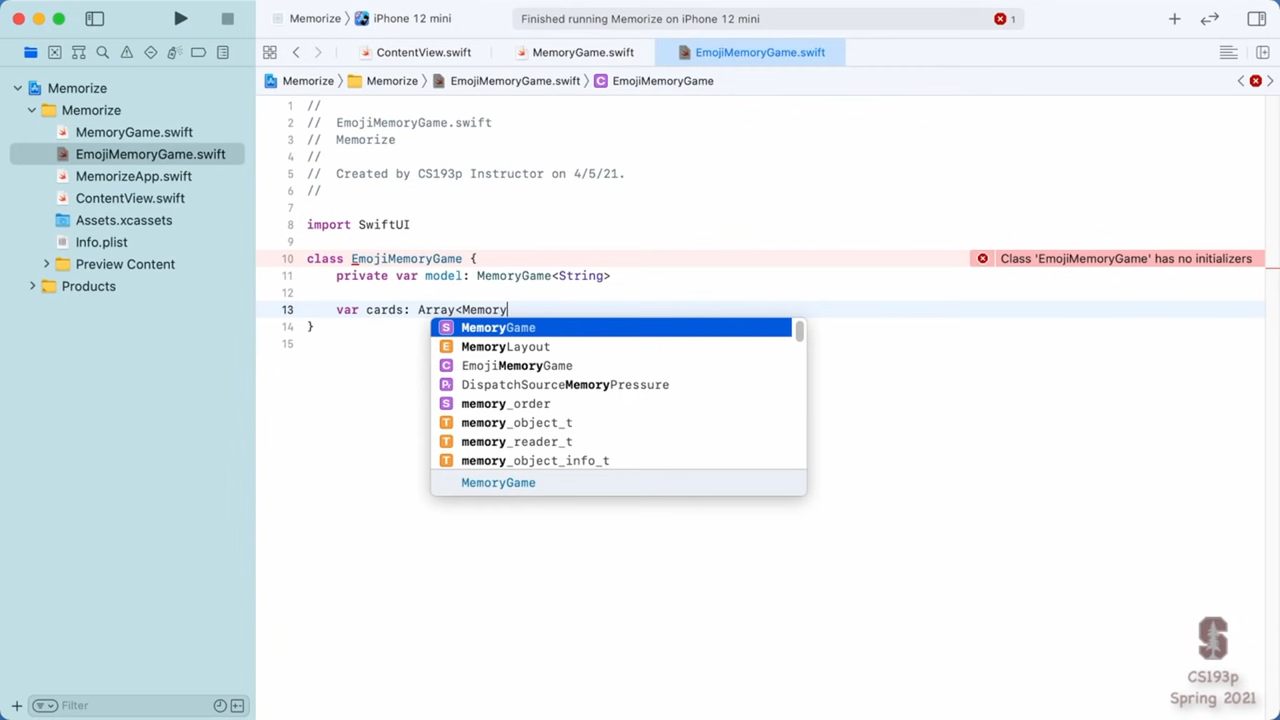 Memorize
iPhone 12 mini
Finished running Memorize on iPhone 12 mini
1
ContentView.swift
MemoryGame.swift
EmojiMemoryGame.swift
Memorize
Memorize
EmojiMemoryGame.swift
C
EmojiMemoryGame
Memorize
Memorize
MemoryGame.swift
EmojiMemoryGame.swift
MemorizeApp.swift
ContentView.swift
Assets.xcassets
Info.plist
Preview Content
Products
Filter
1 //
2 // EmojiMemoryGame.swift
3 // Memorize
4 //
5 // Created by CS193p Instructor on 4/5/21.
6 //
7
8 import SwiftUI
9
10 class EmojiMemoryGame {
Class 'EmojiMemoryGame' has no initializers
11 private var model: MemoryGame<String>
12
13 var cards: Array<Memory
14 }
15
S MemoryGame
E MemoryLayout
C EmojiMemoryGame
Pr DispatchSourceMemoryPressure
S memory_order
T memory_object_t
T memory_reader_t
T memory_object_info_t
MemoryGame
S
CS193p
Spring 2021